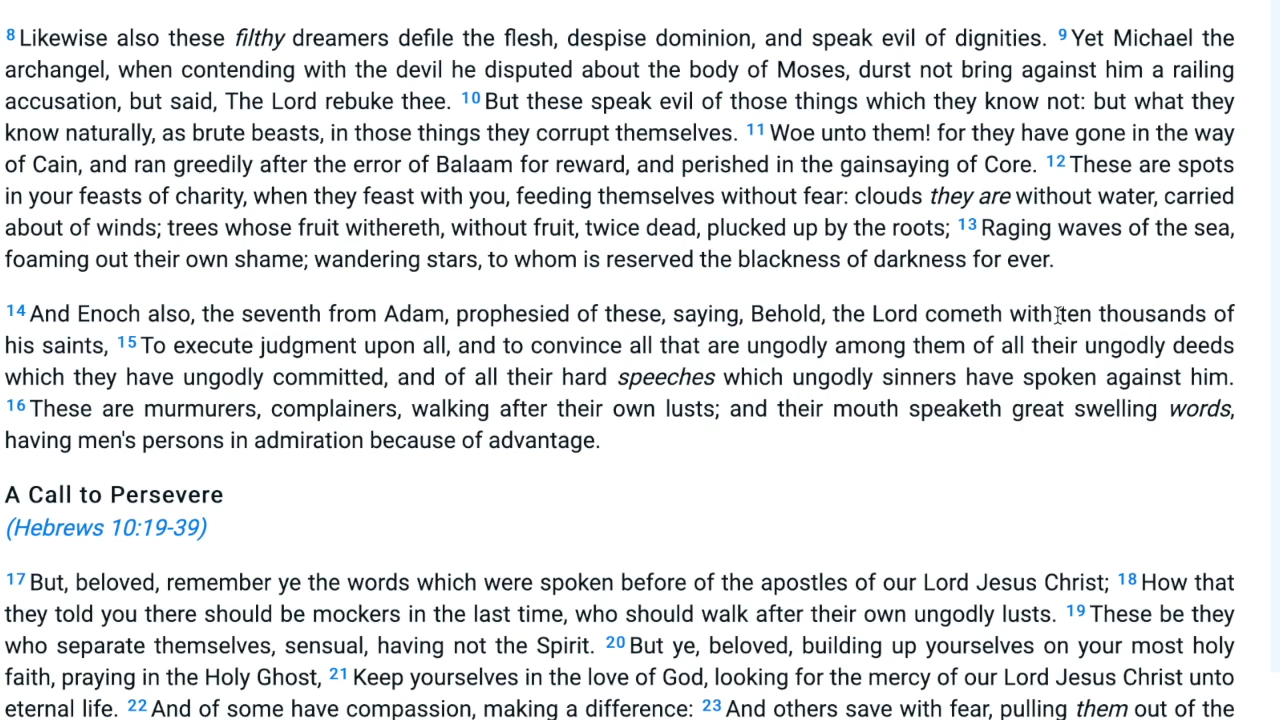 8 Likewise also these filthy dreamers defile the flesh, despise dominion, and speak evil of dignities. 9 Yet Michael the
archangel, when contending with the devil he disputed about the body of Moses, durst not bring against him a railing
accusation, but said, The Lord rebuke thee. 10 But these speak evil of those things which they know not: but what they
know naturally, as brute beasts, in those things they corrupt themselves. 11 Woe unto them! for they have gone in the way
of Cain, and ran greedily after the error of Balaam for reward, and perished in the gainsaying of Core. 12 These are spots
in your feasts of charity, when they feast with you, feeding themselves without fear: clouds they are without water, carried
about of winds; trees whose fruit withereth, without fruit, twice dead, plucked up by the roots; 13 Raging waves of the sea,
foaming out their own shame; wandering stars, to whom is reserved the blackness of darkness for ever.
14 And Enoch also, the seventh from Adam, prophesied of these, saying, Behold, the Lord cometh with ten thousands of
his saints, 15 To execute judgment upon all, and to convince all that are ungodly among them of all their ungodly deeds
which they have ungodly committed, and of all their hard speeches which ungodly sinners have spoken against him.
16 These are murmurers, complainers, walking after their own lusts; and their mouth speaketh great swelling words,
having men's persons in admiration because of advantage.
A Call to Persevere
(Hebrews 10:19-39)
17 But, beloved, remember ye the words which were spoken before of the apostles of our Lord Jesus Christ; 18 How that
they told you there should be mockers in the last time, who should walk after their own ungodly lusts. 19 These be they
who separate themselves, sensual, having not the Spirit. 20 But ye, beloved, building up yourselves on your most holy
faith, praying in the Holy Ghost, 21 Keep yourselves in the love of God, looking for the mercy of our Lord Jesus Christ unto
eternal life. 22 And of some have compassion, making a difference: 23 And others save with fear, pulling them out of the